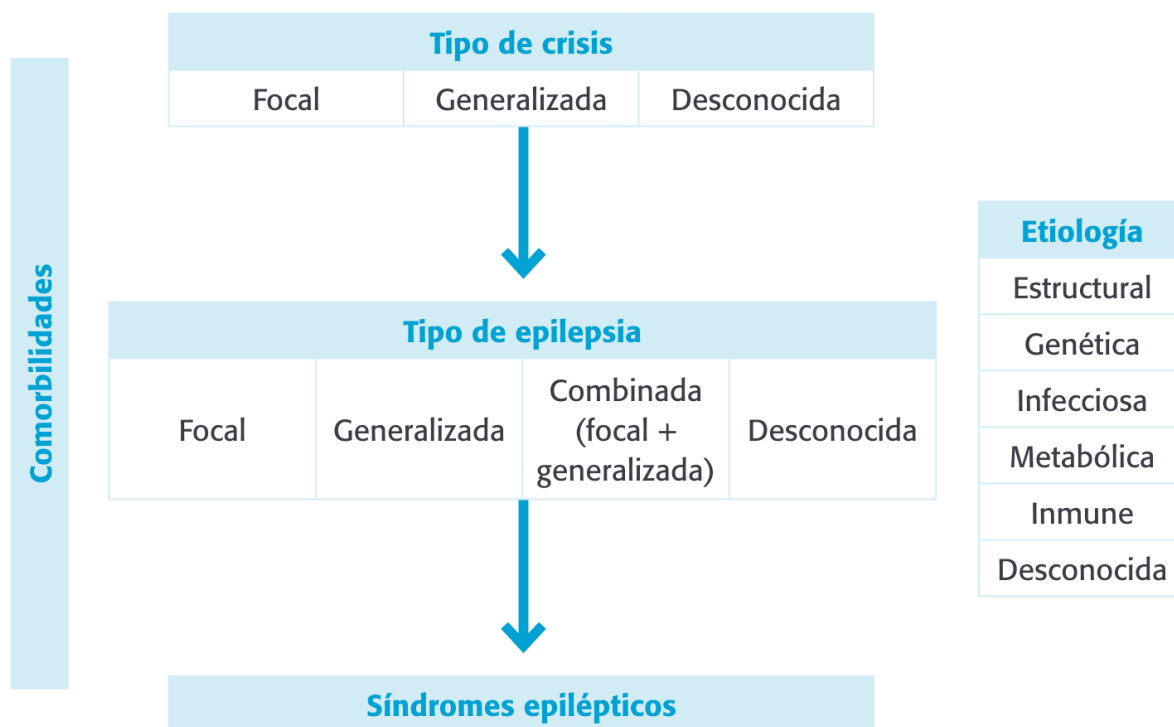 Tipo de crisis
Focal
Generalizada
Desconocida
Comorbilidades
Tipo de epilepsia
Focal
Generalizada
Combinada
(focal +
generalizada)
Desconocida
Etiología
Estructural
Genética
Infecciosa
Metabólica
Inmune
Desconocida
Síndromes epilépticos